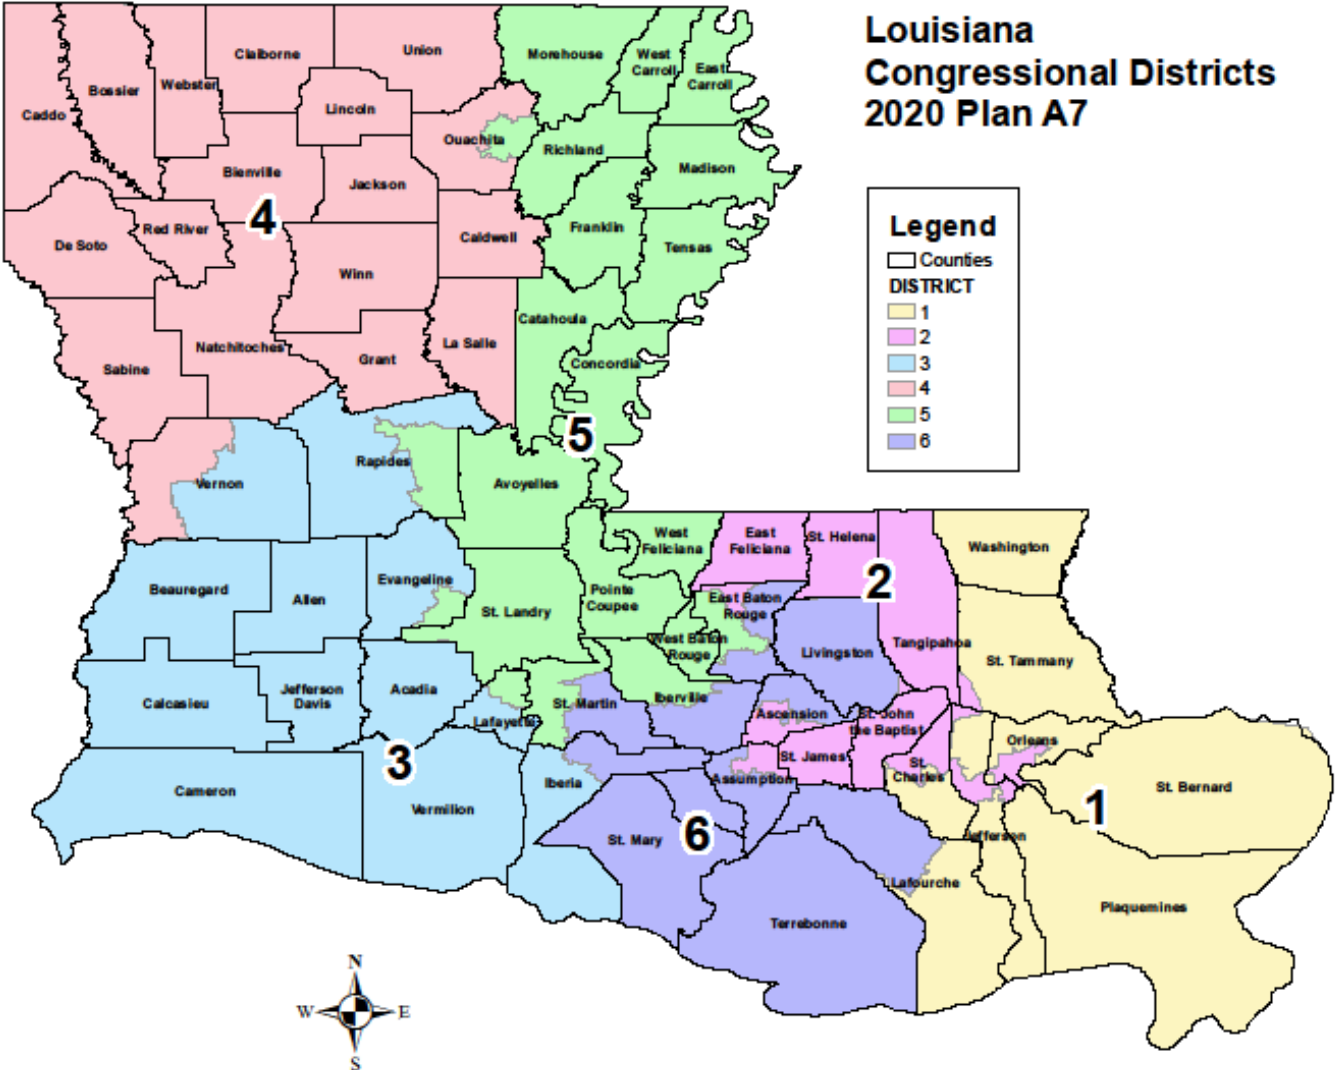 Louisiana
Congressional Districts
2020 Plan A7
Legend
Counties
DISTRICT
1
2
3
4
5
6
Caddo
Bossier
Webster
Claiborne
Union
Lincoln
Ouachita
Morehouse
West
Carroll
East
Carroll
Richland
Madison
Bienville
Jackson
De Soto
Red River
4
Caldwell
Franklin
Tensas
Winn
Natchitoches
Sabine
Grant
La Salle
Catahoula
Concordia
5
Vernon
Rapides
Avoyelles
West
Feliciana
East
Feliciana
St. Helena
2
Washington
Beauregard
Allen
Evangeline
St. Landry
Pointe
Coupee
East Baton
Rouge
West Baton
Rouge
Livingston
Tangipahoa
St. Tammany
Calcasieu
Jefferson
Davis
Acadia
Lafayette
St. Martin
Iberville
Ascension
St. John
the Baptist
St. James
St.
Charles
Assumption
Orleans
St. Bernard
1
3
Cameron
Vermilion
Iberia
St. Mary
6
Jefferson
Lafourche
Terrebonne
Plaquemines
N
W
E
S